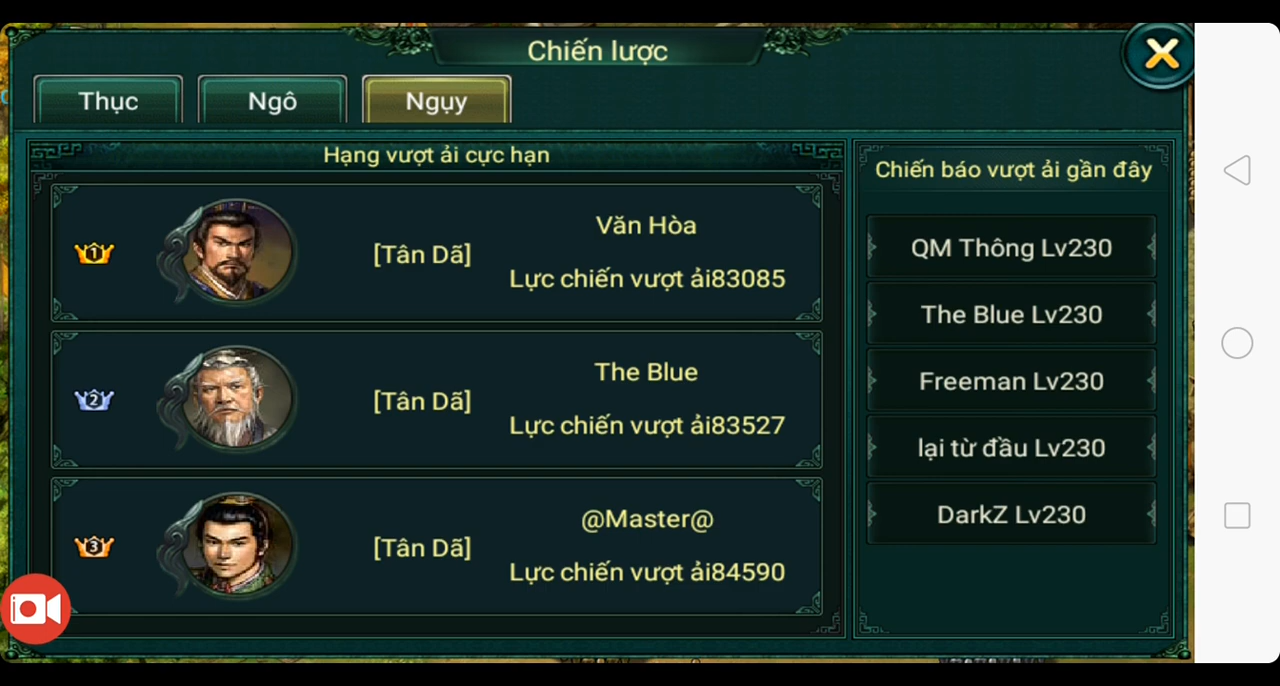 Chiến lược
Thục
Ngô
Ngụy
Hạng vượt ải cực hạn
1
[Tân Dã]
Văn Hòa
Lực chiến vượt ải83085
2
[Tân Dã]
The Blue
Lực chiến vượt ải83527
3
[Tân Dã]
@Master@
Lực chiến vượt ải84590
Chiến báo vượt ải gần đây
QM Thông Lv230
The Blue Lv230
Freeman Lv230
lại từ đầu Lv230
DarkZ Lv230